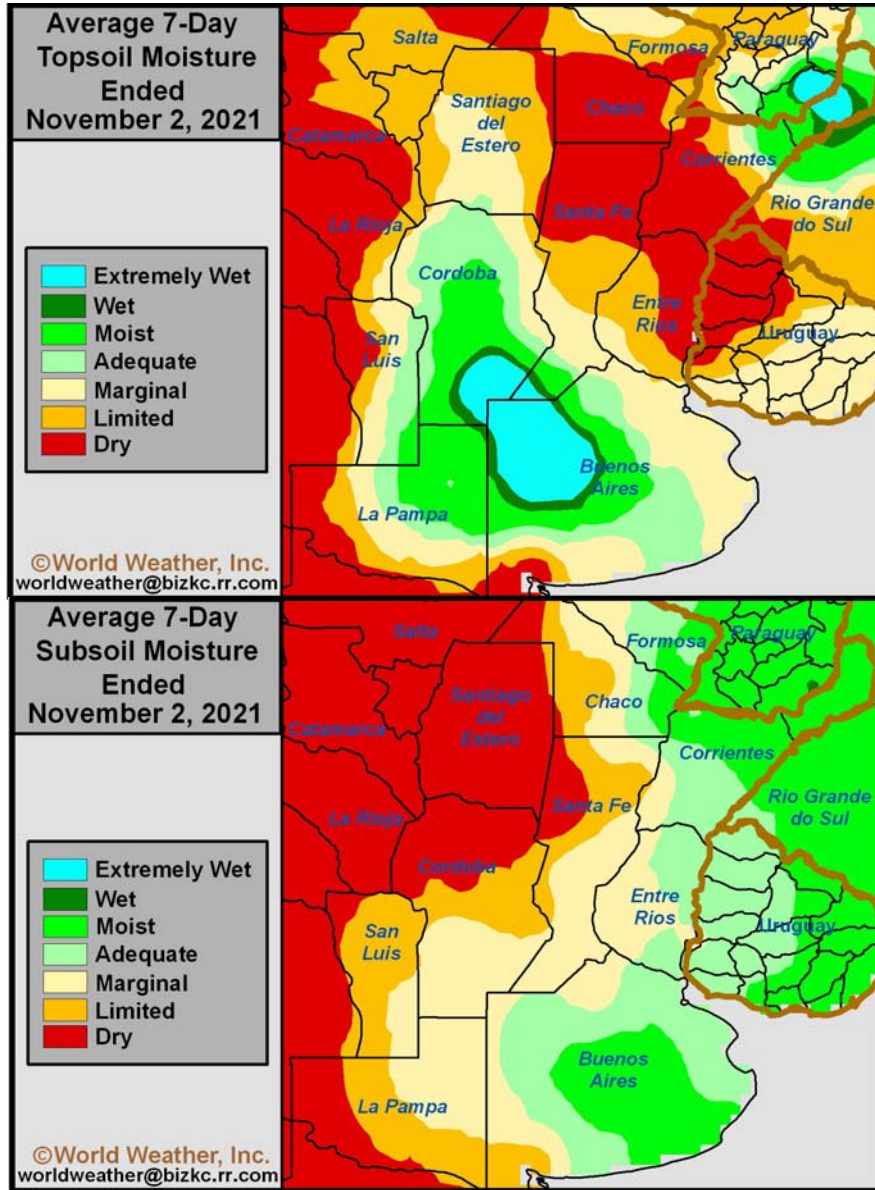 Average 7-Day
Topsoil Moisture
Ended
November 2, 2021
Extremely Wet
Wet
Moist
Adequate
Marginal
Limited
Dry
©World Weather, Inc.
worldweather@bizkc.rr.com
Salta
Formosa
Paraguay
Santiago
del
Estero
Chaco
Catamarca
Corrientes
La Rioja
Santa Fe
Rio Grande
do Sul
Cordoba
Entre
Rios
San
Luis
Uruguay
Buenos
Aires
La Pampa
Average 7-Day
Subsoil Moisture
Ended
November 2, 2021
Extremely Wet
Wet
Moist
Adequate
Marginal
Limited
Dry
©World Weather, Inc.
worldweather@bizkc.rr.com
Salta
Formosa
Paraguay
Santiago
del
Estero
Chaco
Catamarca
Corrientes
La Rioja
Santa Fe
Rio Grande
do Sul
Cordoba
Entre
Rios
San
Luis
Uruguay
Buenos
Aires
La Pampa